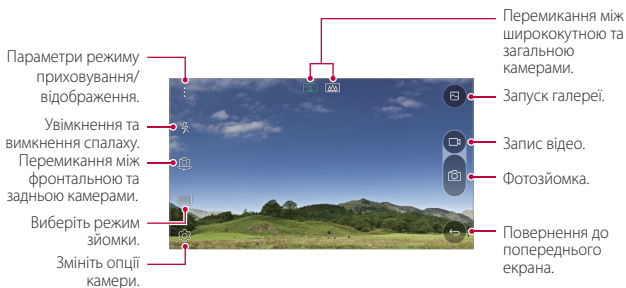 Параметри режиму
приховування/
відображення.
Увімкнення та
вимкнення спалаху.
Перемикання між
фронтальною та
задньою камерами.
Виберіть режим
зйомки.
Змініть опції
камери.
Перемикання між
ширококутною та
загальною
камерами.
Запуск галереї.
Запис відео.
Фотозйомка.
Повернення до
попереднього
екрана.